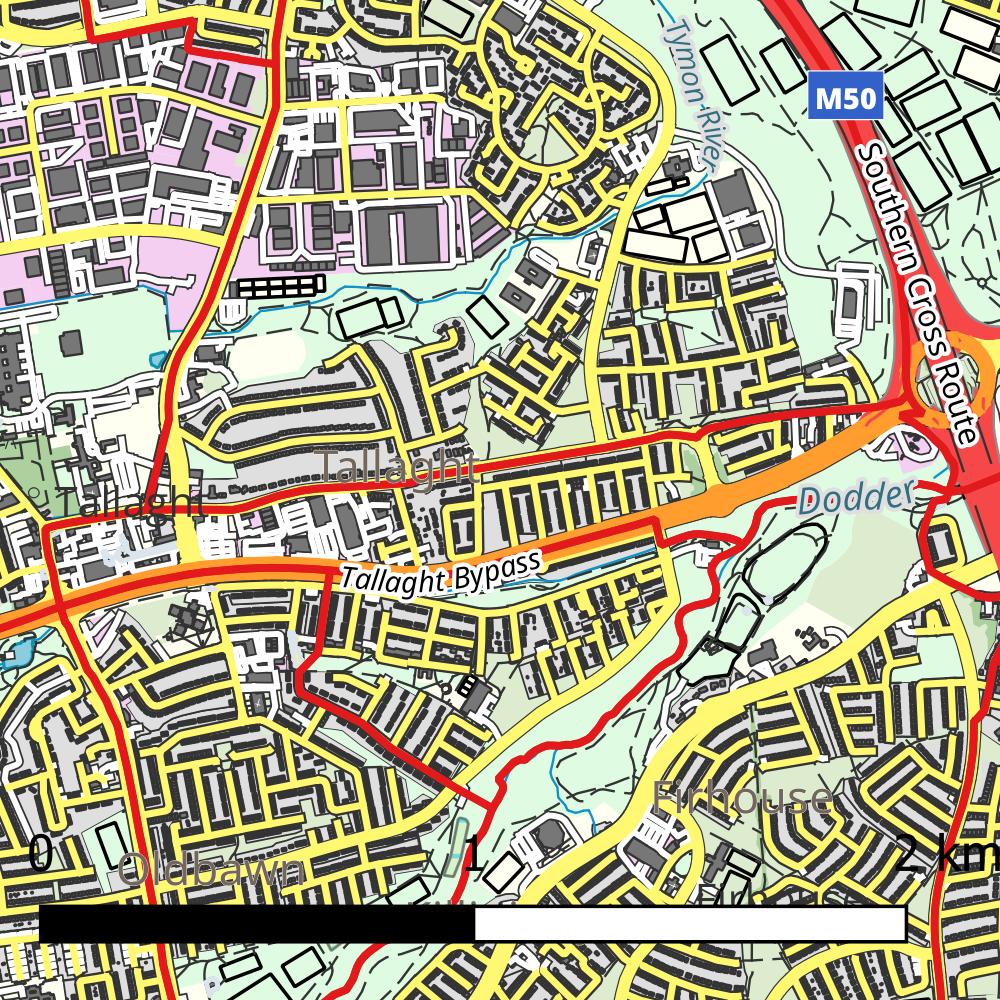 Tymon River
M50
Southern Cross Route
Tallaght
Tallaght
Dodder
Tallaght Bypass
Firhouse
Oldbawn
0 1 2 km